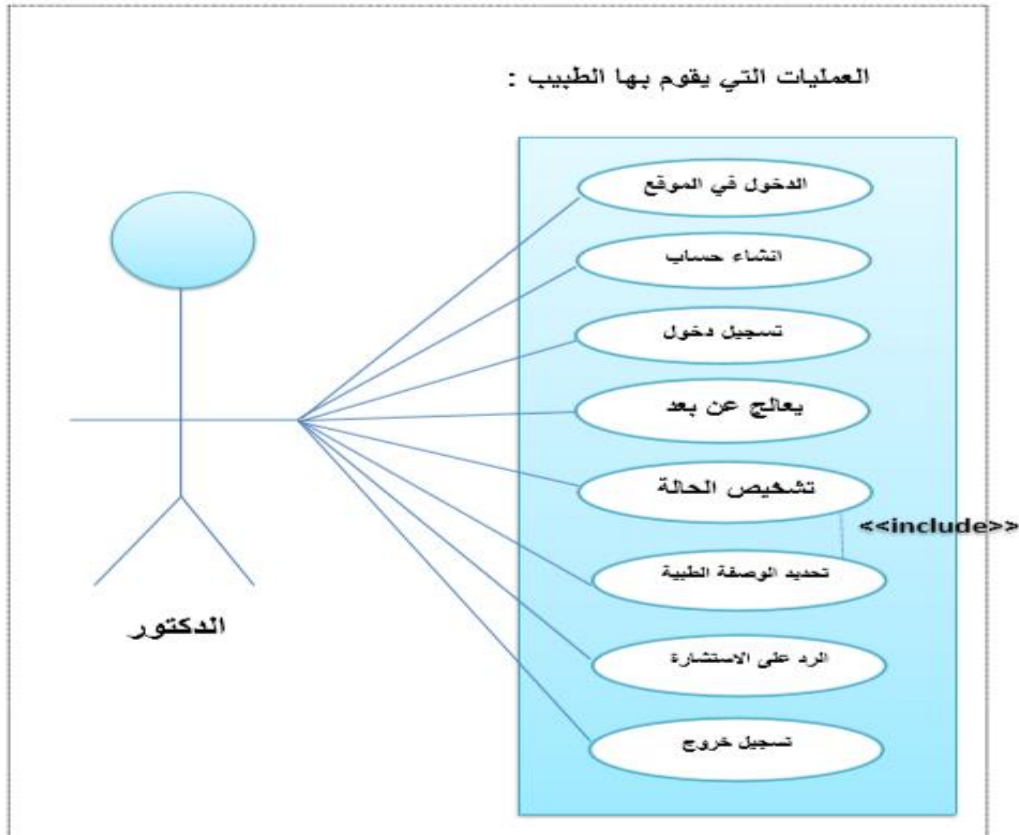 العمليات التي يقوم بها الطبيب :
الدخول في الموقع
انشاء حساب
تسجيل دخول
يعالج عن بعد
تشخيص الحالة
<<include>>
تحديد الوصفة الطبية
الرد على الاستشارة
تسجيل خروج
الدكتور